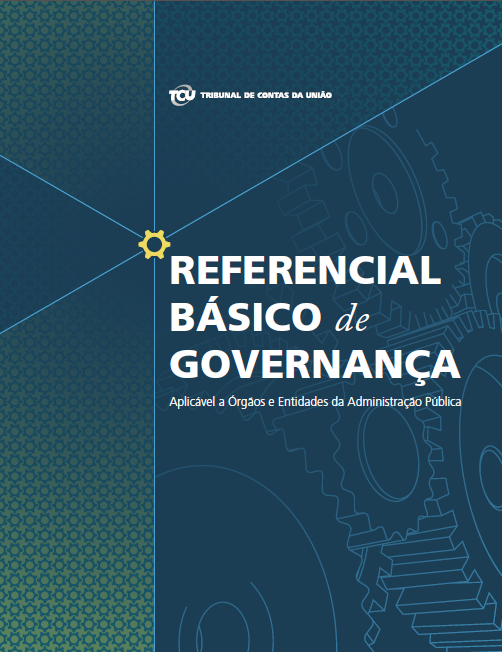 TCU TRIBUNAL DE CONTAS DA UNIÃO
REFERENCIAL
BÁSICO de
GOVERNANÇA
Aplicável a Órgãos e Entidades da Administração Pública